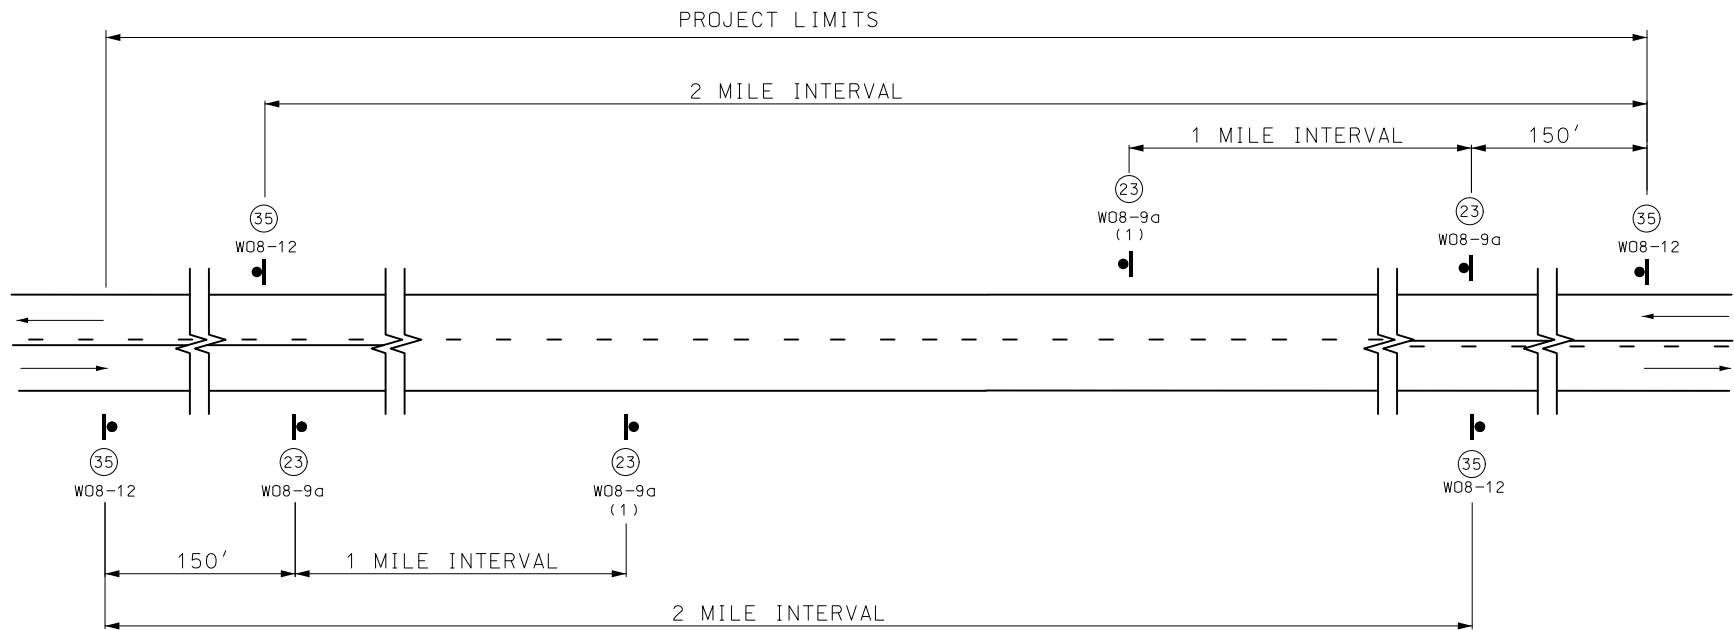 PROJECT LIMITS
2 MILE INTERVAL
1 MILE INTERVAL
150'
35
W08-12
23
W08-9a
(1)
23
W08-9a
35
W08-12
35
W08-12
23
W08-9a
23
W08-9a
(1)
35
W08-12
150'
1 MILE INTERVAL
2 MILE INTERVAL